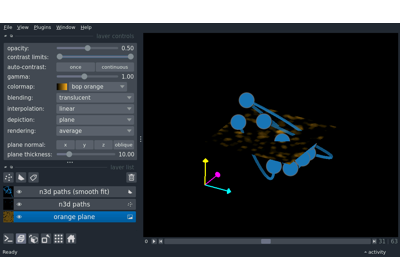 File View Plugins Window Help
layer controls
opacity: 0.50
contrast limits:
auto-contrast: once continuous
gamma: 1.00
colormap: bop orange
blending: translucent
interpolation: linear
depiction: plane
rendering: average
plane normal: x y z oblique
plane thickness: 10.00
layer list
n3d paths (smooth fit)
n3d paths
orange plane
0 31 63
Ready activity